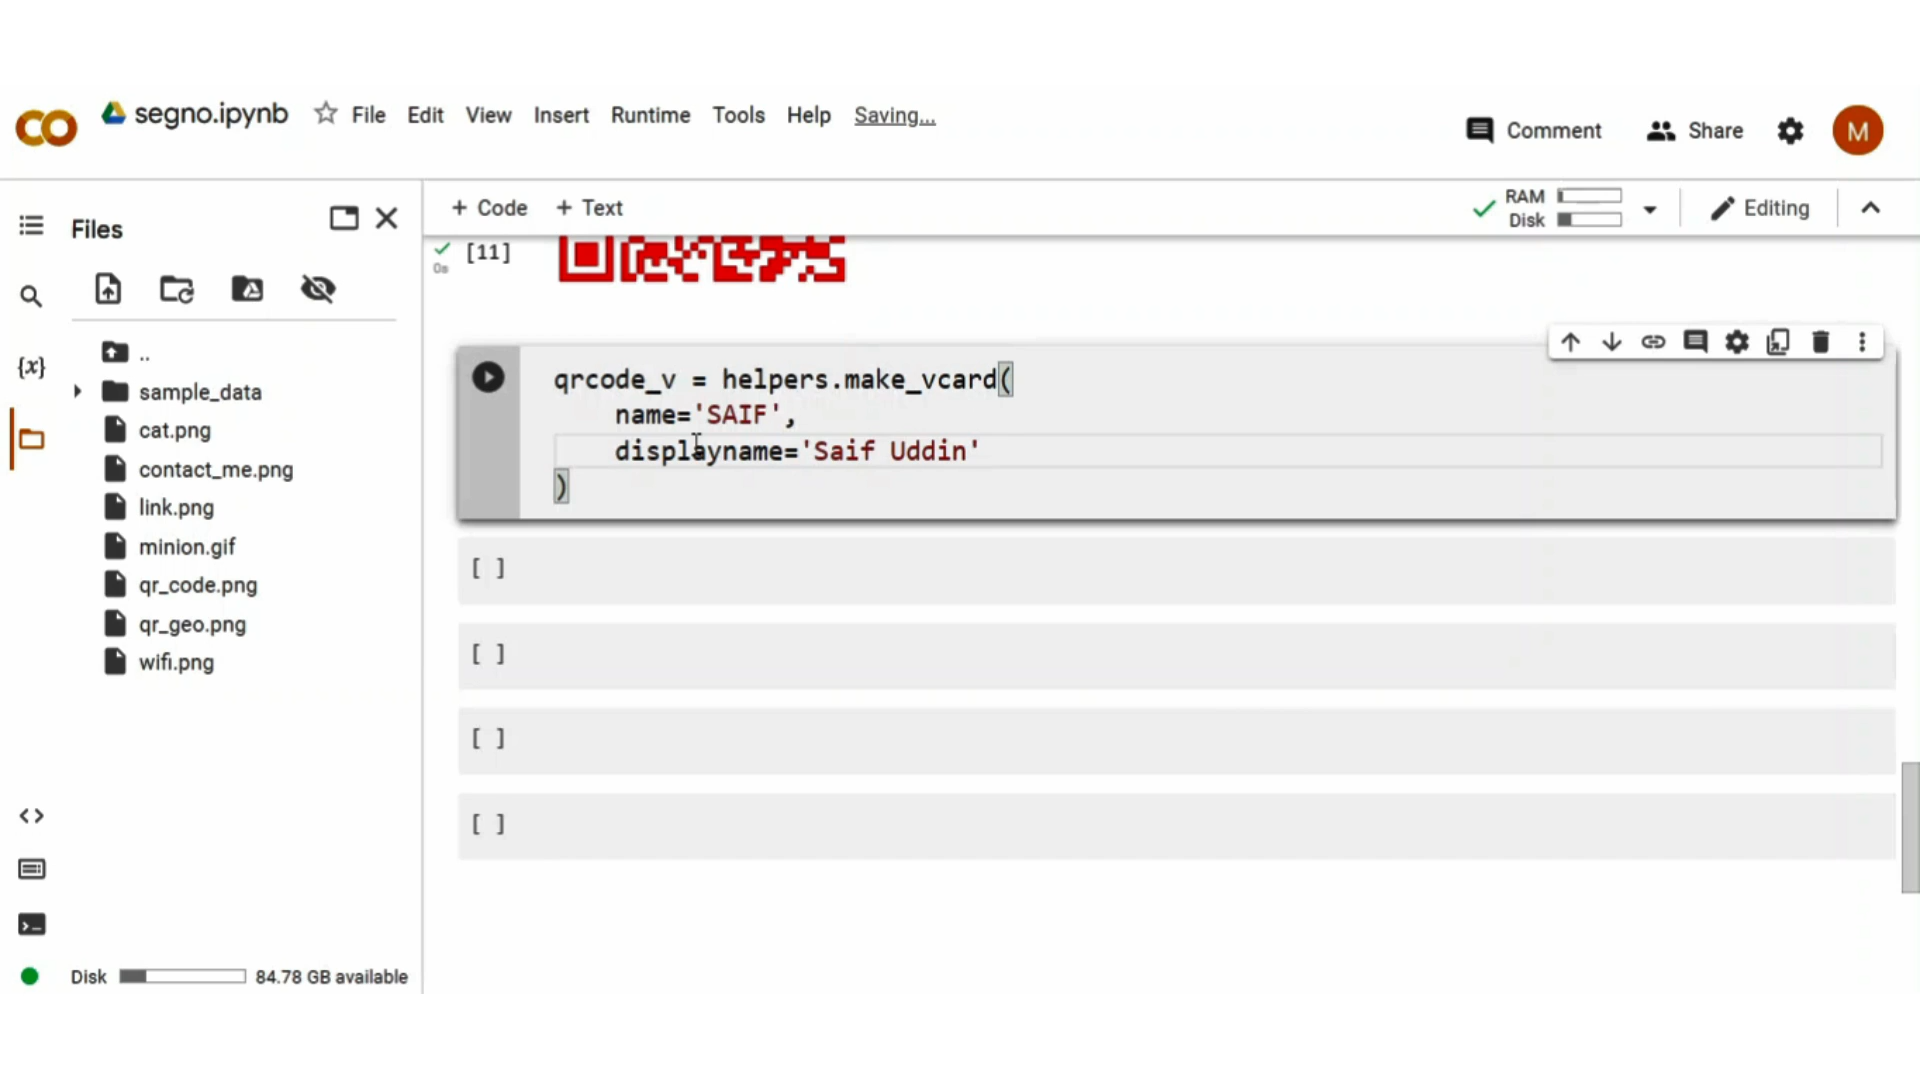 segno.ipynb
File Edit View Insert Runtime Tools Help Saving...
Comment Share M
Files
+ Code + Text
RAM
Disk
Editing
[11]
0s
..
sample_data
cat.png
contact_me.png
link.png
minion.gif
qr_code.png
qr_geo.png
wifi.png
{x}
qrcode_v = helpers.make_vcard(
name='SAIF',
displayname='Saif Uddin'
)
[ ]
[ ]
[ ]
[ ]
Disk 84.78 GB available